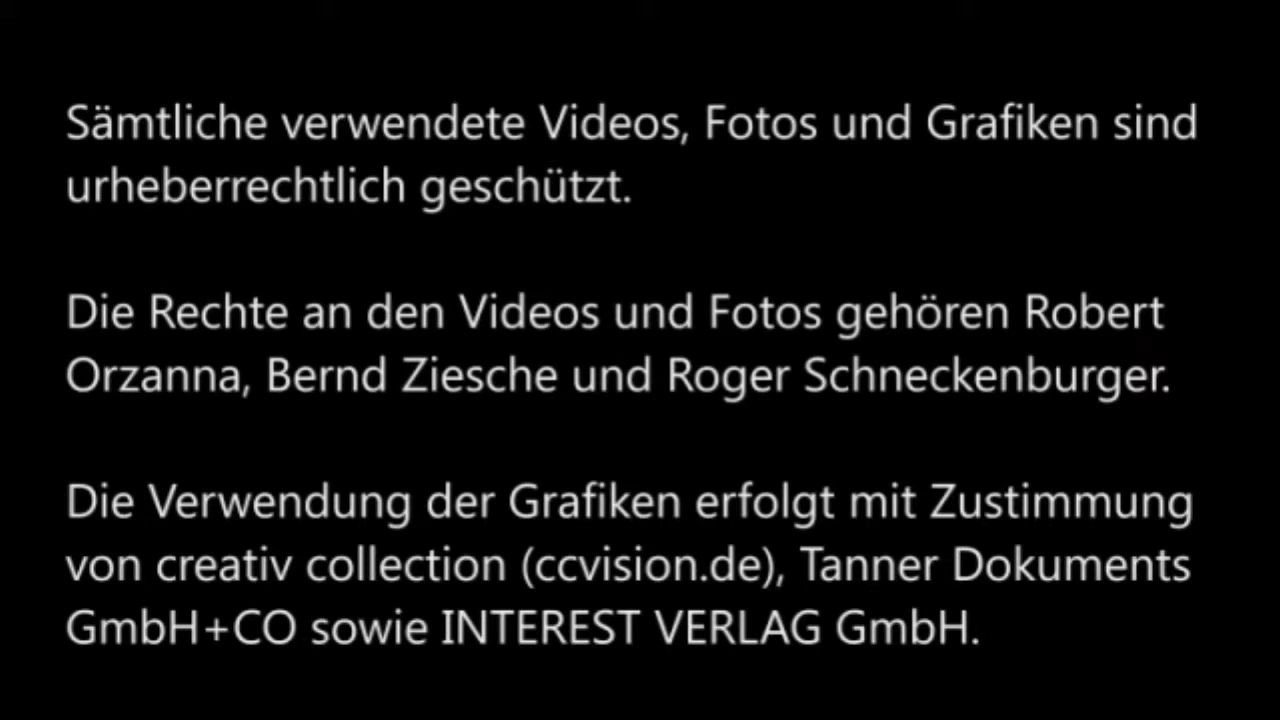 Sämtliche verwendete Videos, Fotos und Grafiken sind
urheberrechtlich geschützt.
Die Rechte an den Videos und Fotos gehören Robert
Orzanna, Bernd Ziesche und Roger Schneckenburger.
Die Verwendung der Grafiken erfolgt mit Zustimmung
von creativ collection (ccvision.de), Tanner Dokuments
GmbH+CO sowie INTEREST VERLAG GmbH.